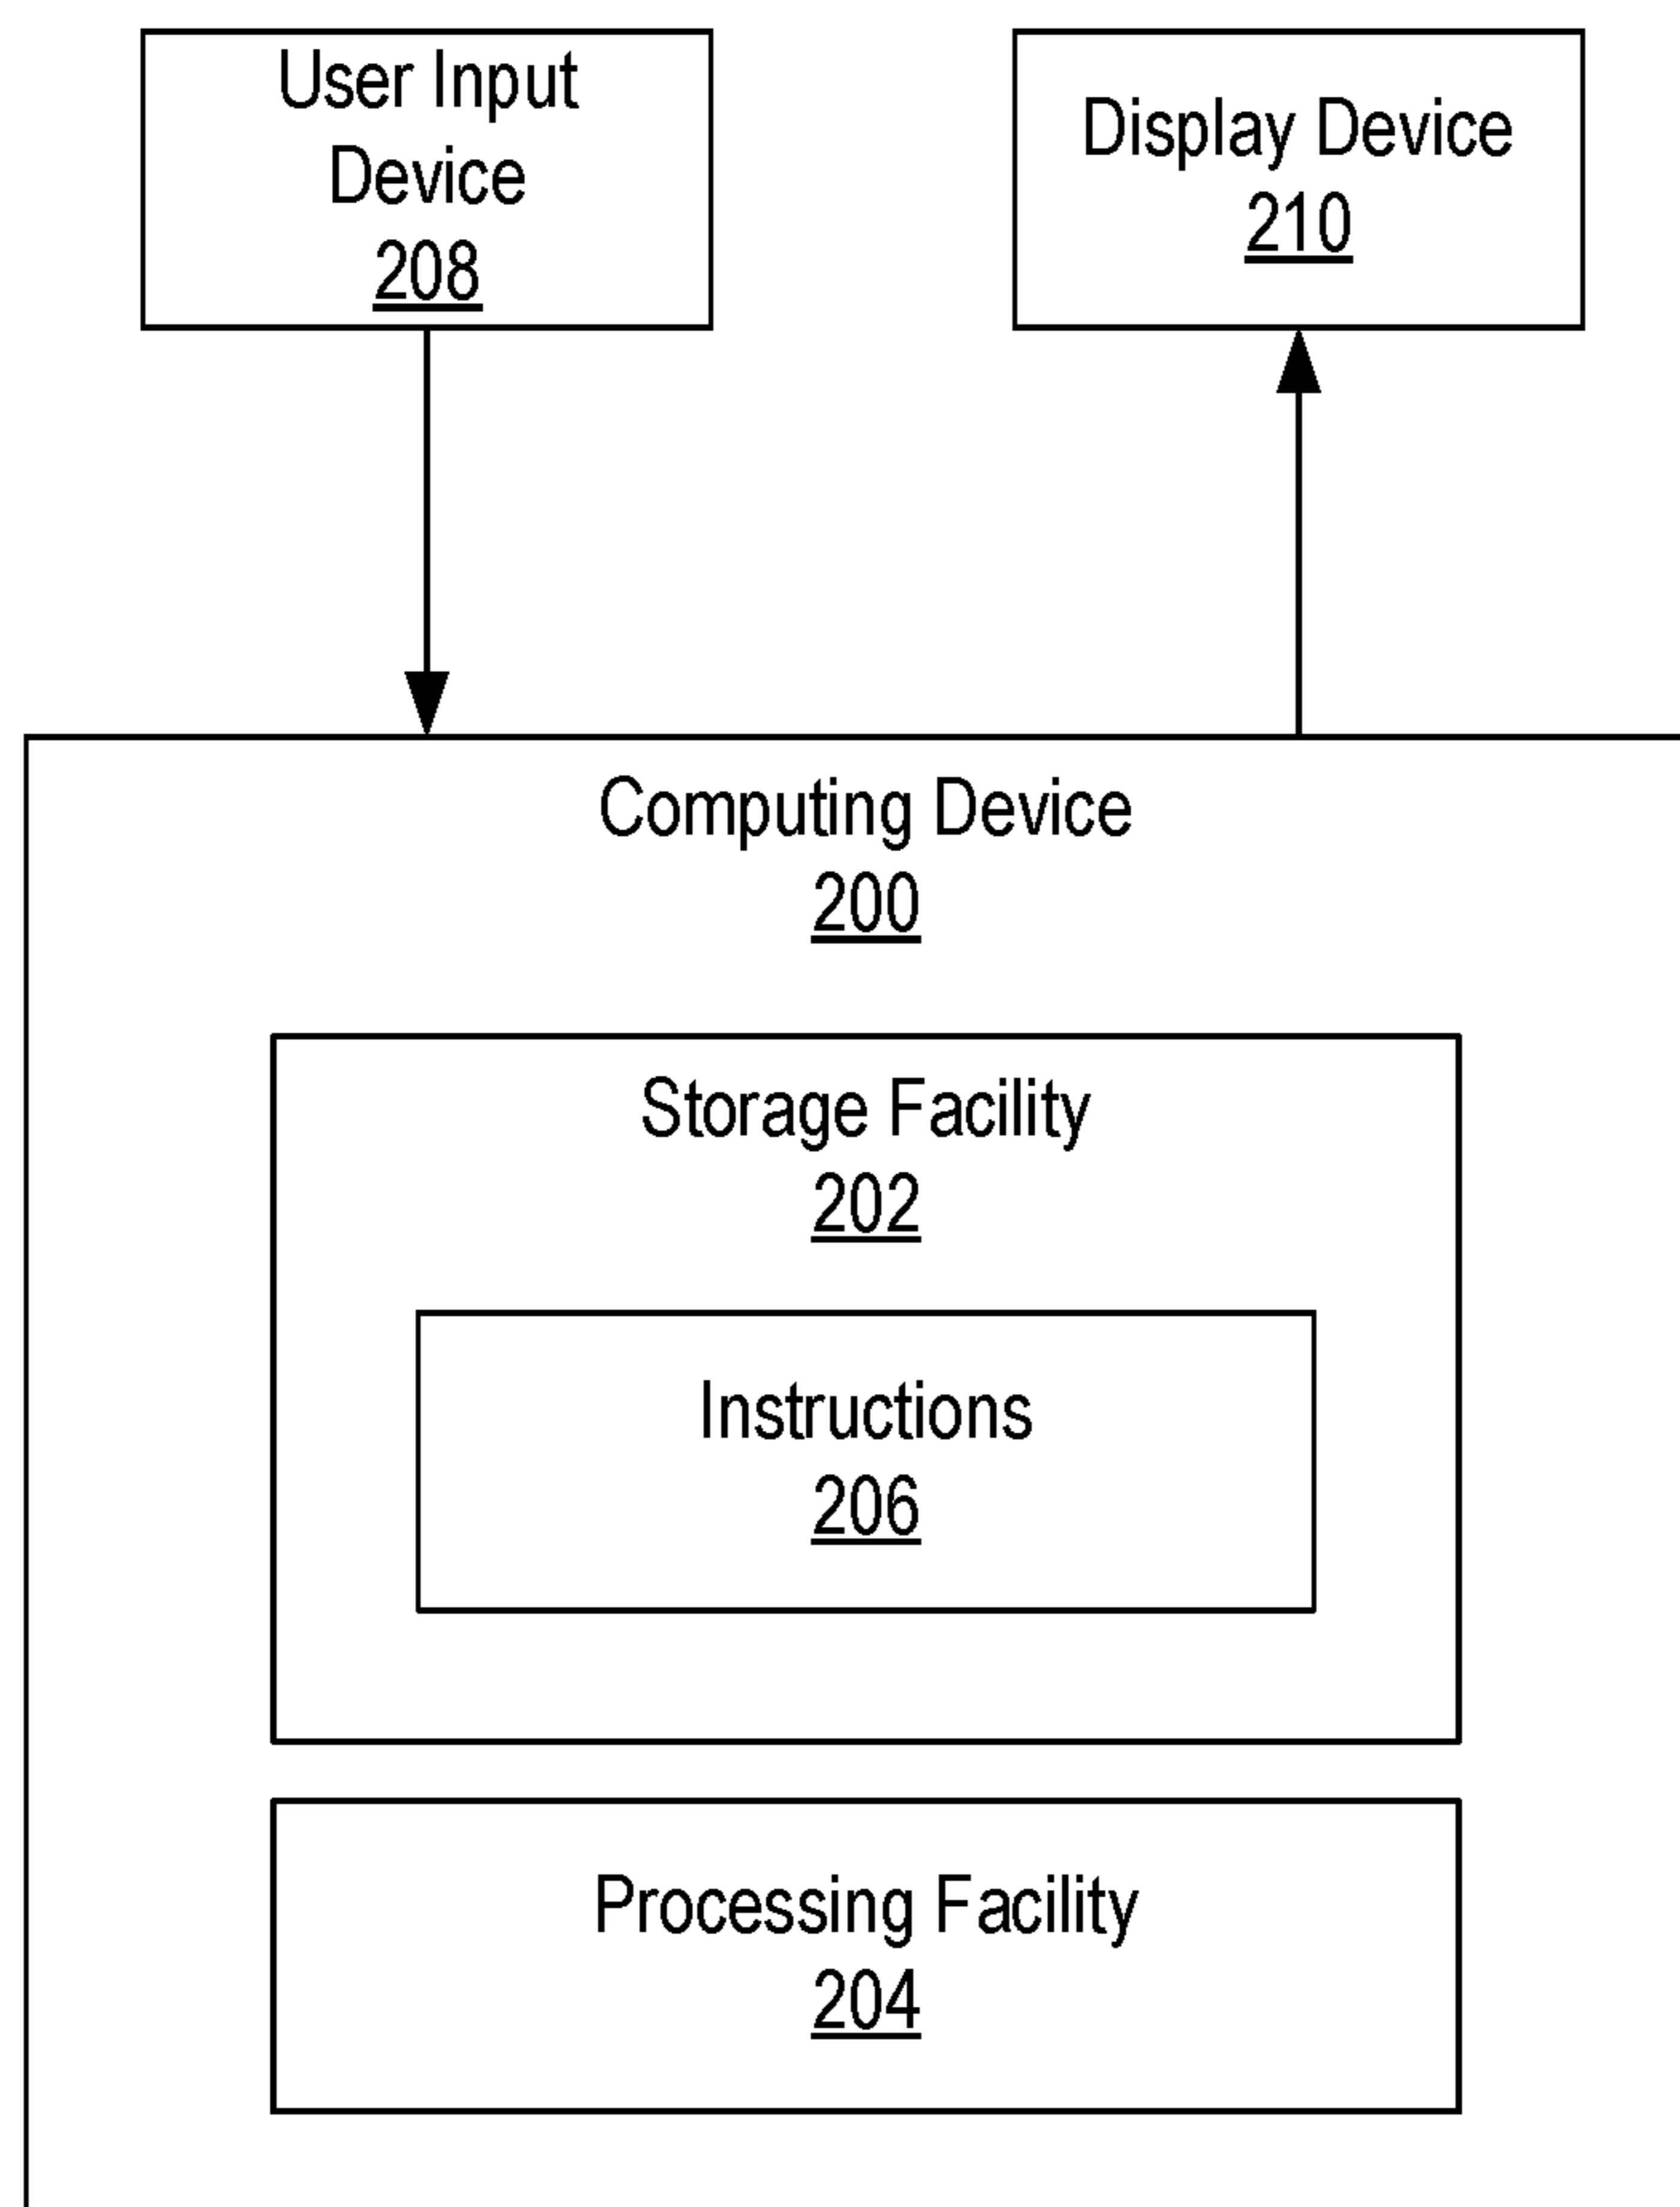 User Input
Device
208
Display Device
210
Computing Device
200
Storage Facility
202
Instructions
206
Processing Facility
204